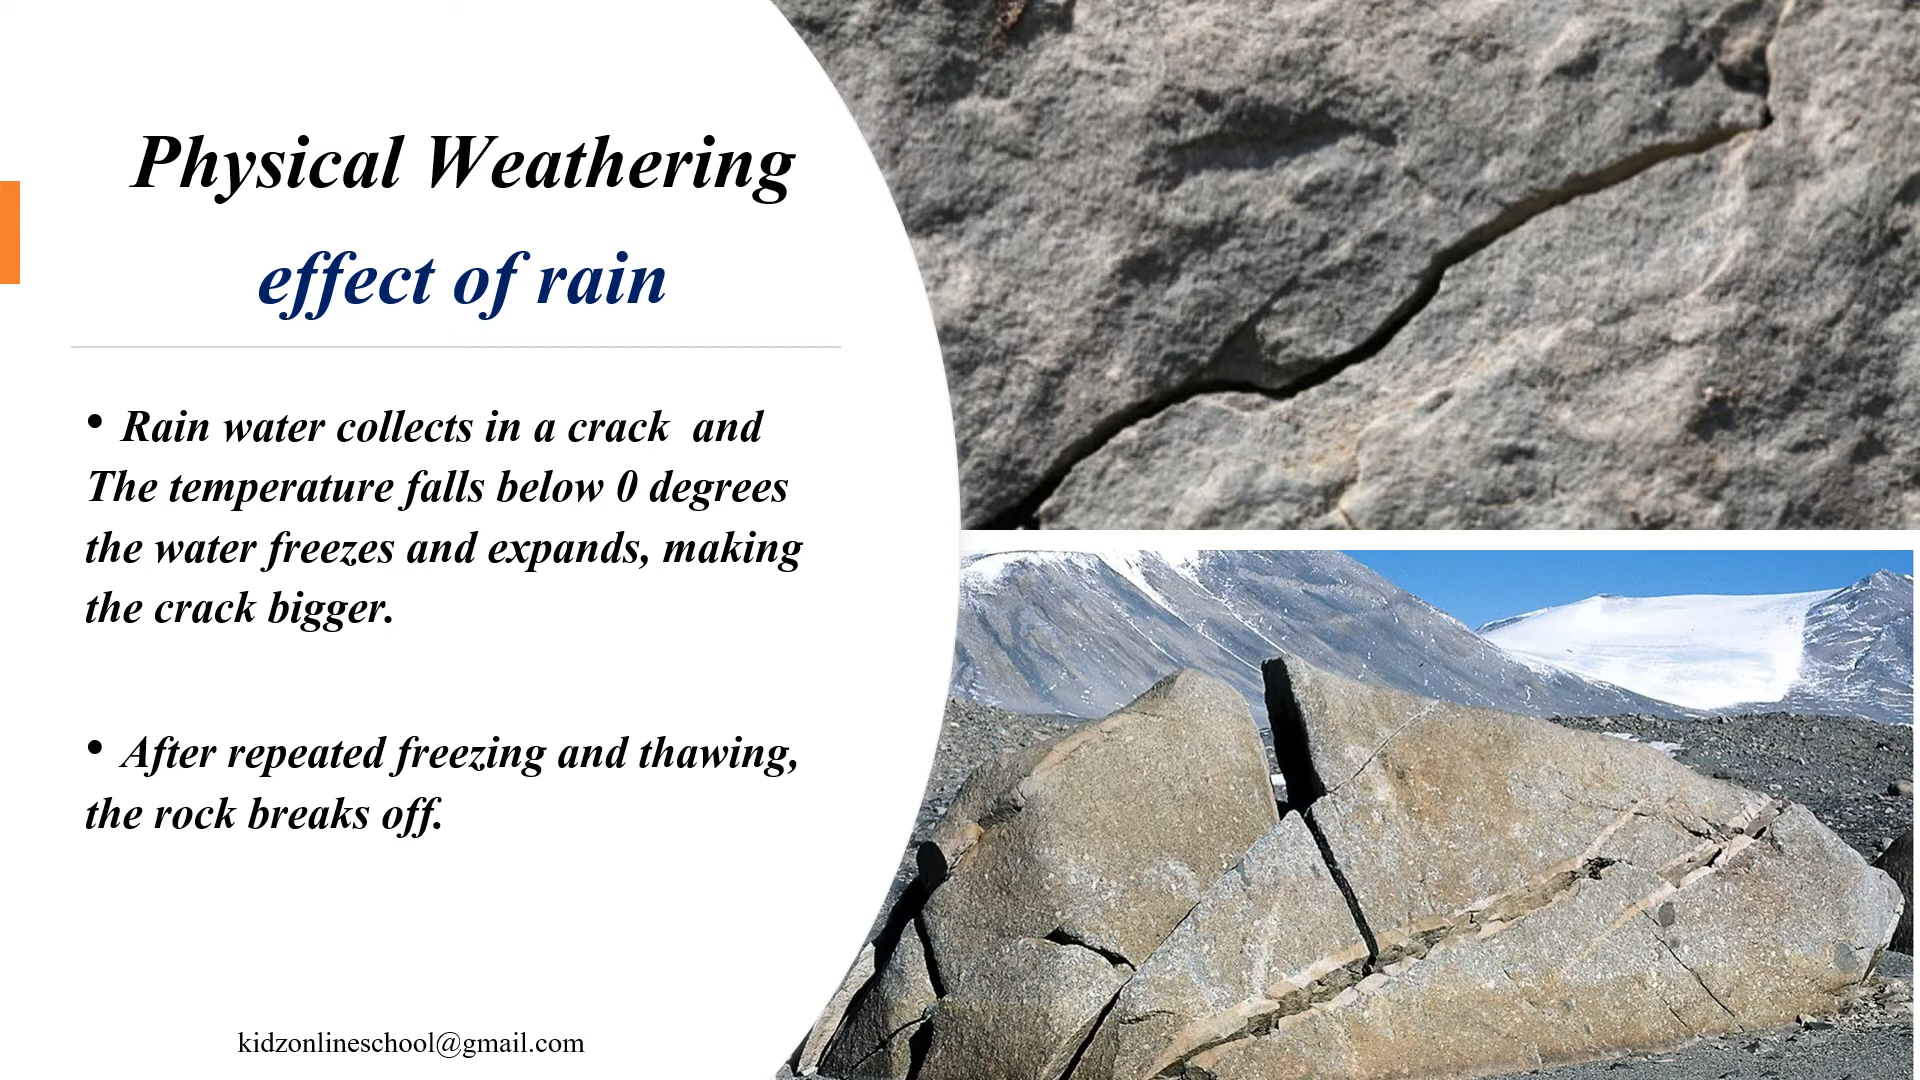 Physical Weathering
effect of rain
• Rain water collects in a crack  and
The temperature falls below 0 degrees
the water freezes and expands, making
the crack bigger.
• After repeated freezing and thawing,
the rock breaks off.
kidzonlineschool@gmail.com